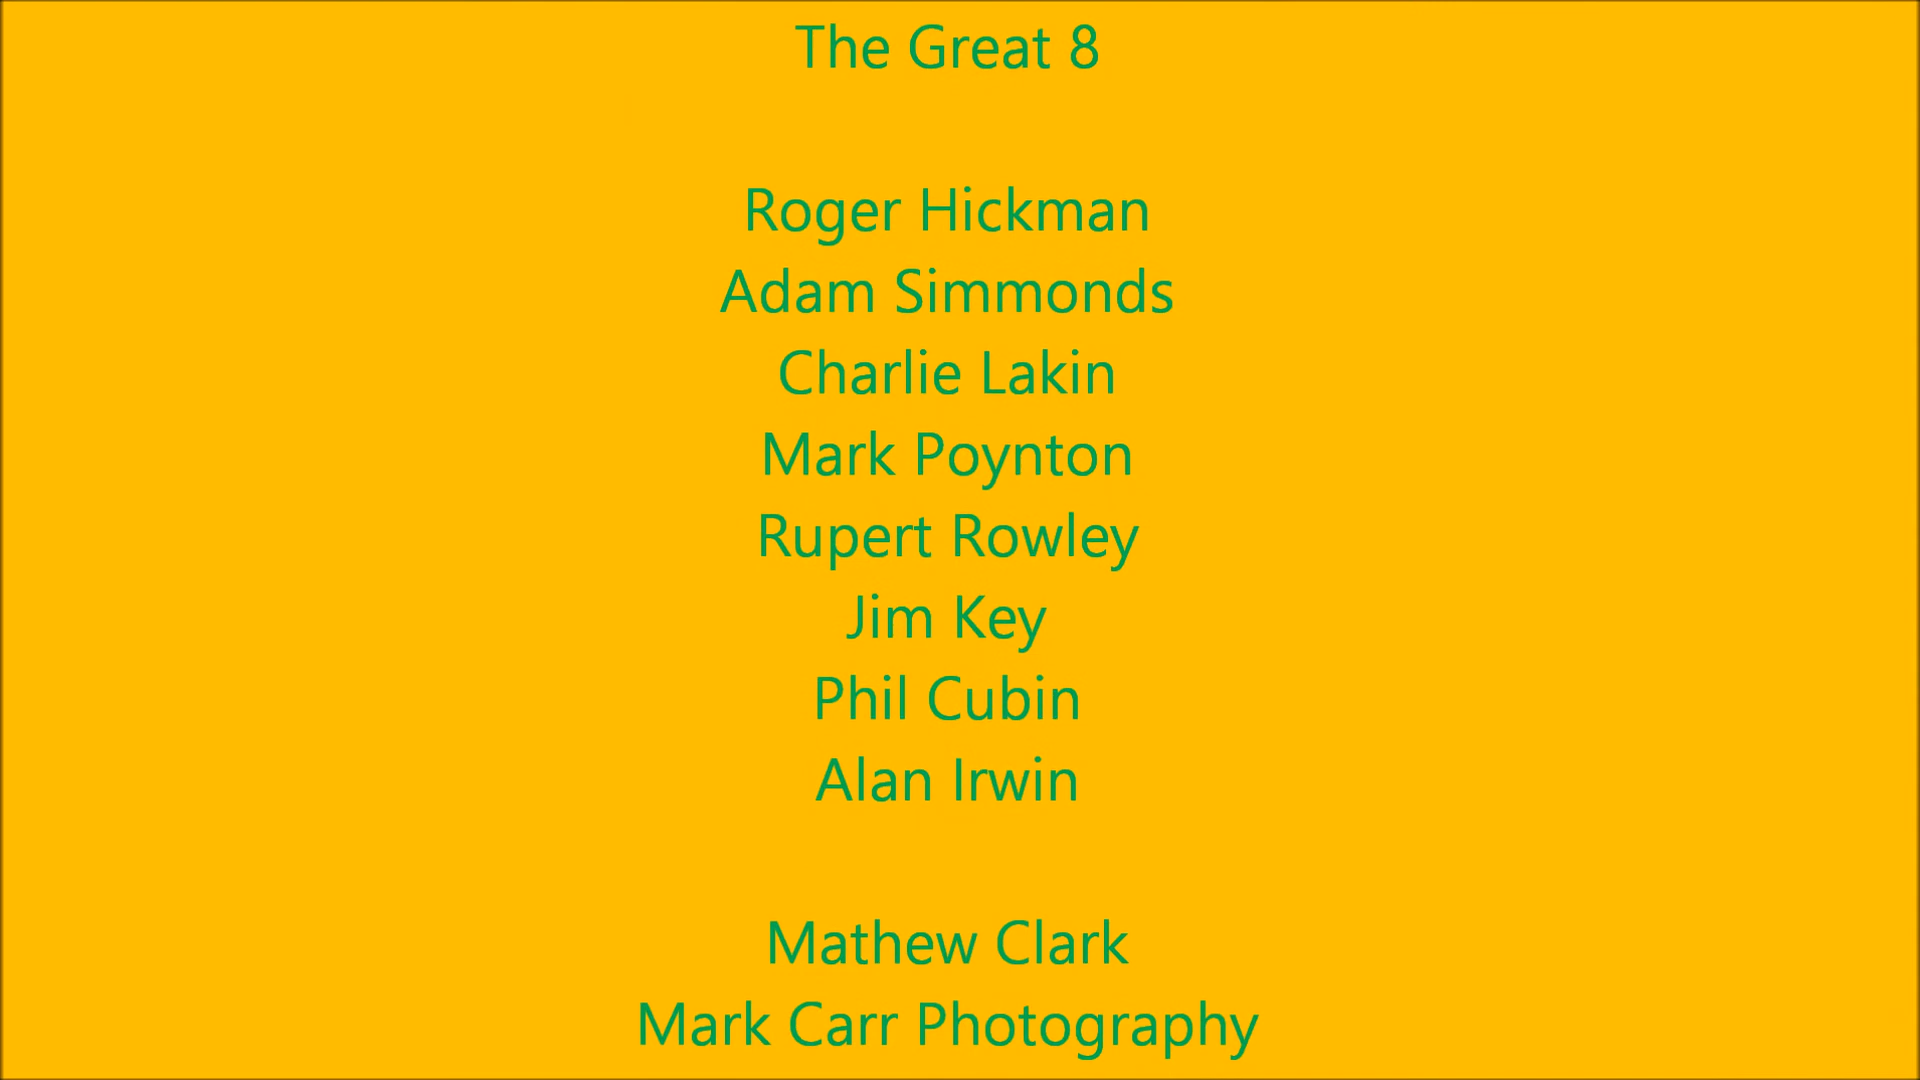 The Great 8
Roger Hickman
Adam Simmonds
Charlie Lakin
Mark Poynton
Rupert Rowley
Jim Key
Phil Cubin
Alan Irwin
Mathew Clark
Mark Carr Photography